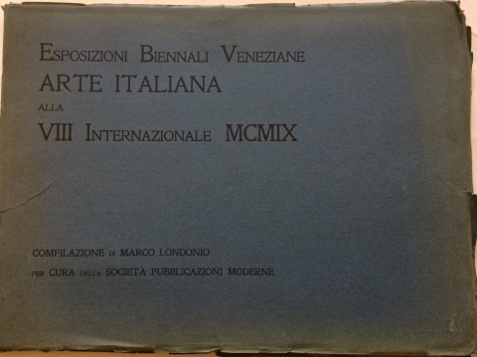 Esposizioni Biennali Veneziane
ARTE ITALIANA
ALLA
VIII Internazionale MCMIX
COMPILAZIONE DI MARCO LONDONIO
PER CURA DELLA SOCIETÀ PUBBLICAZIONI MODERNE